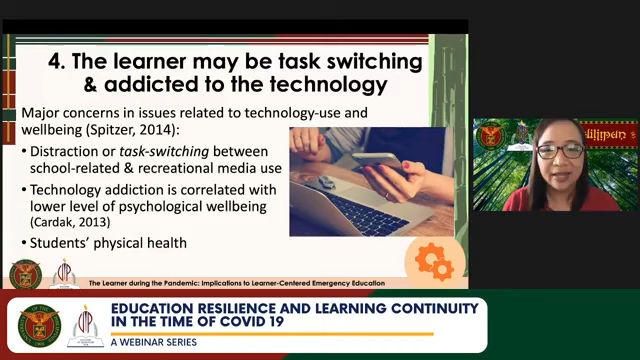 4. The learner may be task switching
& addicted to the technology
Major concerns in issues related to technology-use and
wellbeing (Spitzer, 2014):
• Distraction or task-switching between
school-related & recreational media use
• Technology addiction is correlated with
lower level of psychological wellbeing
(Cardak, 2013)
• Students’ physical health
The Learner during the Pandemic: Implications to Learner-Centered Emergency Education
EDUCATION RESILIENCE AND LEARNING CONTINUITY
IN THE TIME OF COVID 19
A WEBINAR SERIES